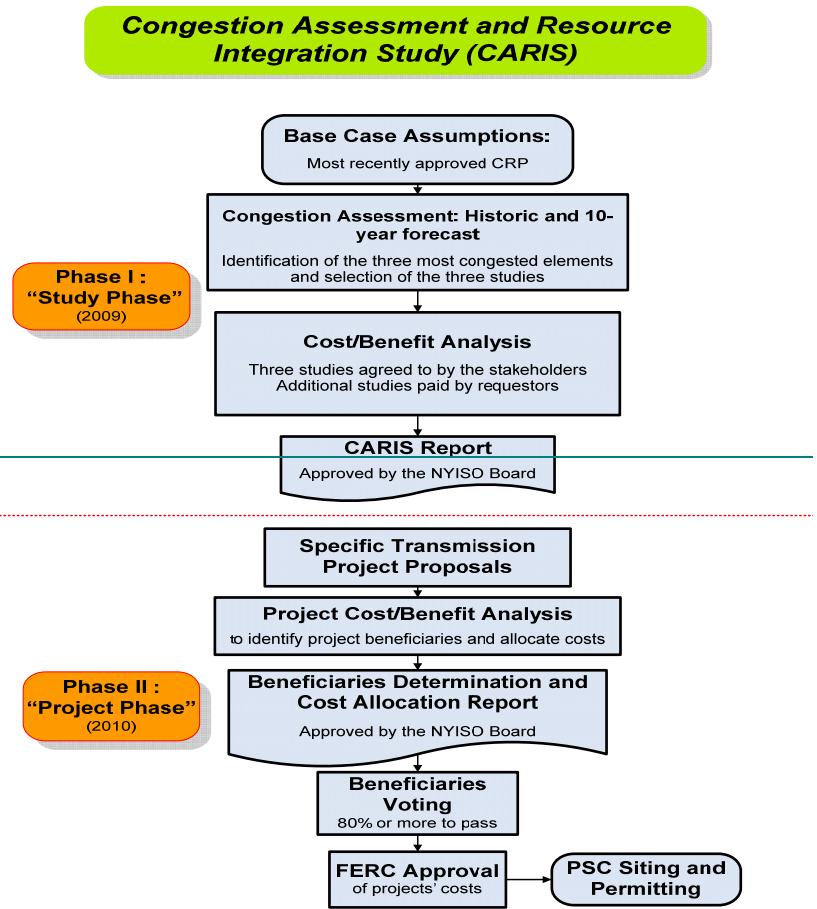 Congestion Assessment and Resource
Integration Study (CARIS)
Base Case Assumptions:
Most recently approved CRP
Congestion Assessment: Historic and 10-
year forecast
Identification of the three most congested elements
and selection of the three studies
Phase I :
“Study Phase”
(2009)
Cost/Benefit Analysis
Three studies agreed to by the stakeholders
Additional studies paid by requestors
CARIS Report
Approved by the NYISO Board
Specific Transmission
Project Proposals
Project Cost/Benefit Analysis
to identify project beneficiaries and allocate costs
Phase II :
“Project Phase”
(2010)
Beneficiaries Determination and
Cost Allocation Report
Approved by the NYISO Board
Beneficiaries
Voting
80% or more to pass
FERC Approval
of projects’ costs
PSC Siting and
Permitting